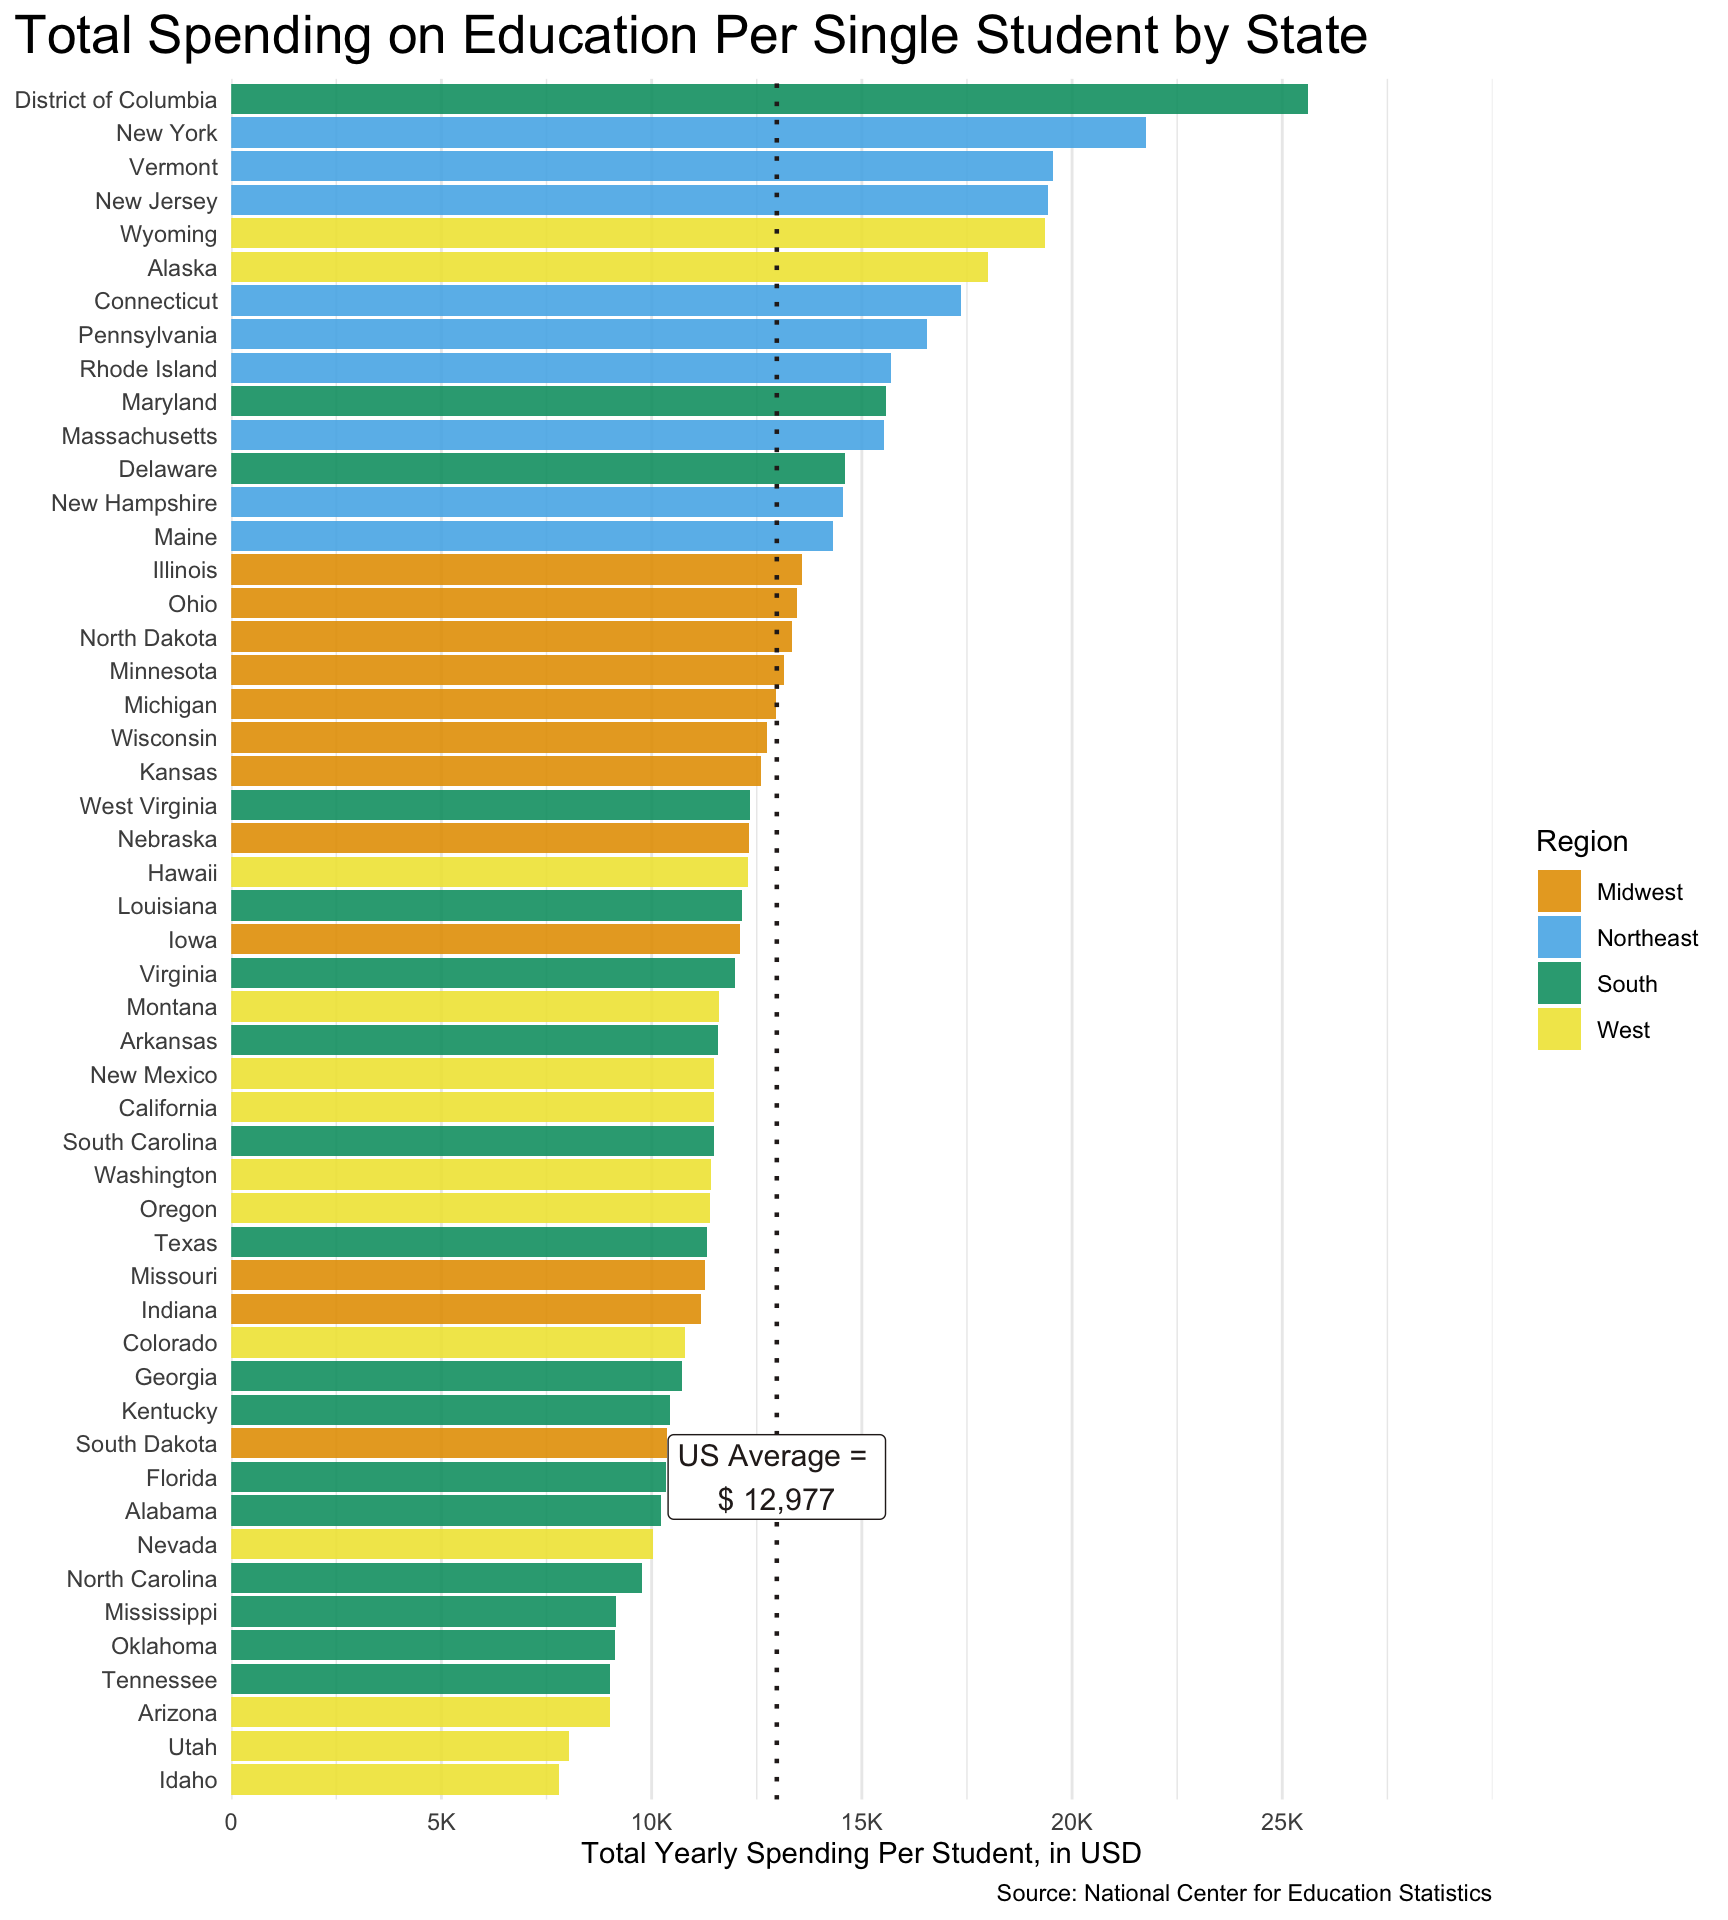 Total Spending on Education Per Single Student by State
District of Columbia
New York
Vermont
New Jersey
Wyoming
Alaska
Connecticut
Pennsylvania
Rhode Island
Maryland
Massachusetts
Delaware
New Hampshire
Maine
Illinois
Ohio
North Dakota
Minnesota
Michigan
Wisconsin
Kansas
West Virginia
Nebraska
Hawaii
Louisiana
Iowa
Virginia
Montana
Arkansas
New Mexico
California
South Carolina
Washington
Oregon
Texas
Missouri
Indiana
Colorado
Georgia
Kentucky
South Dakota
Florida
Alabama
Nevada
North Carolina
Mississippi
Oklahoma
Tennessee
Arizona
Utah
Idaho
US Average =
$ 12,977
Region
Midwest
Northeast
South
West
0 5K 10K 15K 20K 25K
Total Yearly Spending Per Student, in USD
Source: National Center for Education Statistics